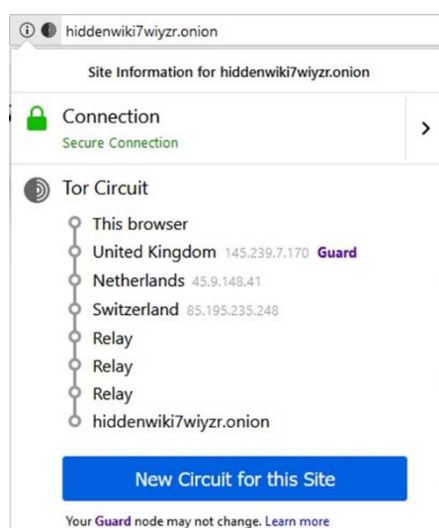 hiddenwiki7wiyzr.onion
Site Information for hiddenwiki7wiyzr.onion
Connection
Secure Connection
Tor Circuit
This browser
United Kingdom 145.239.7.170 Guard
Netherlands 45.9.148.41
Switzerland 85.195.235.248
Relay
Relay
Relay
hiddenwiki7wiyzr.onion
New Circuit for this Site
Your Guard node may not change. Learn more